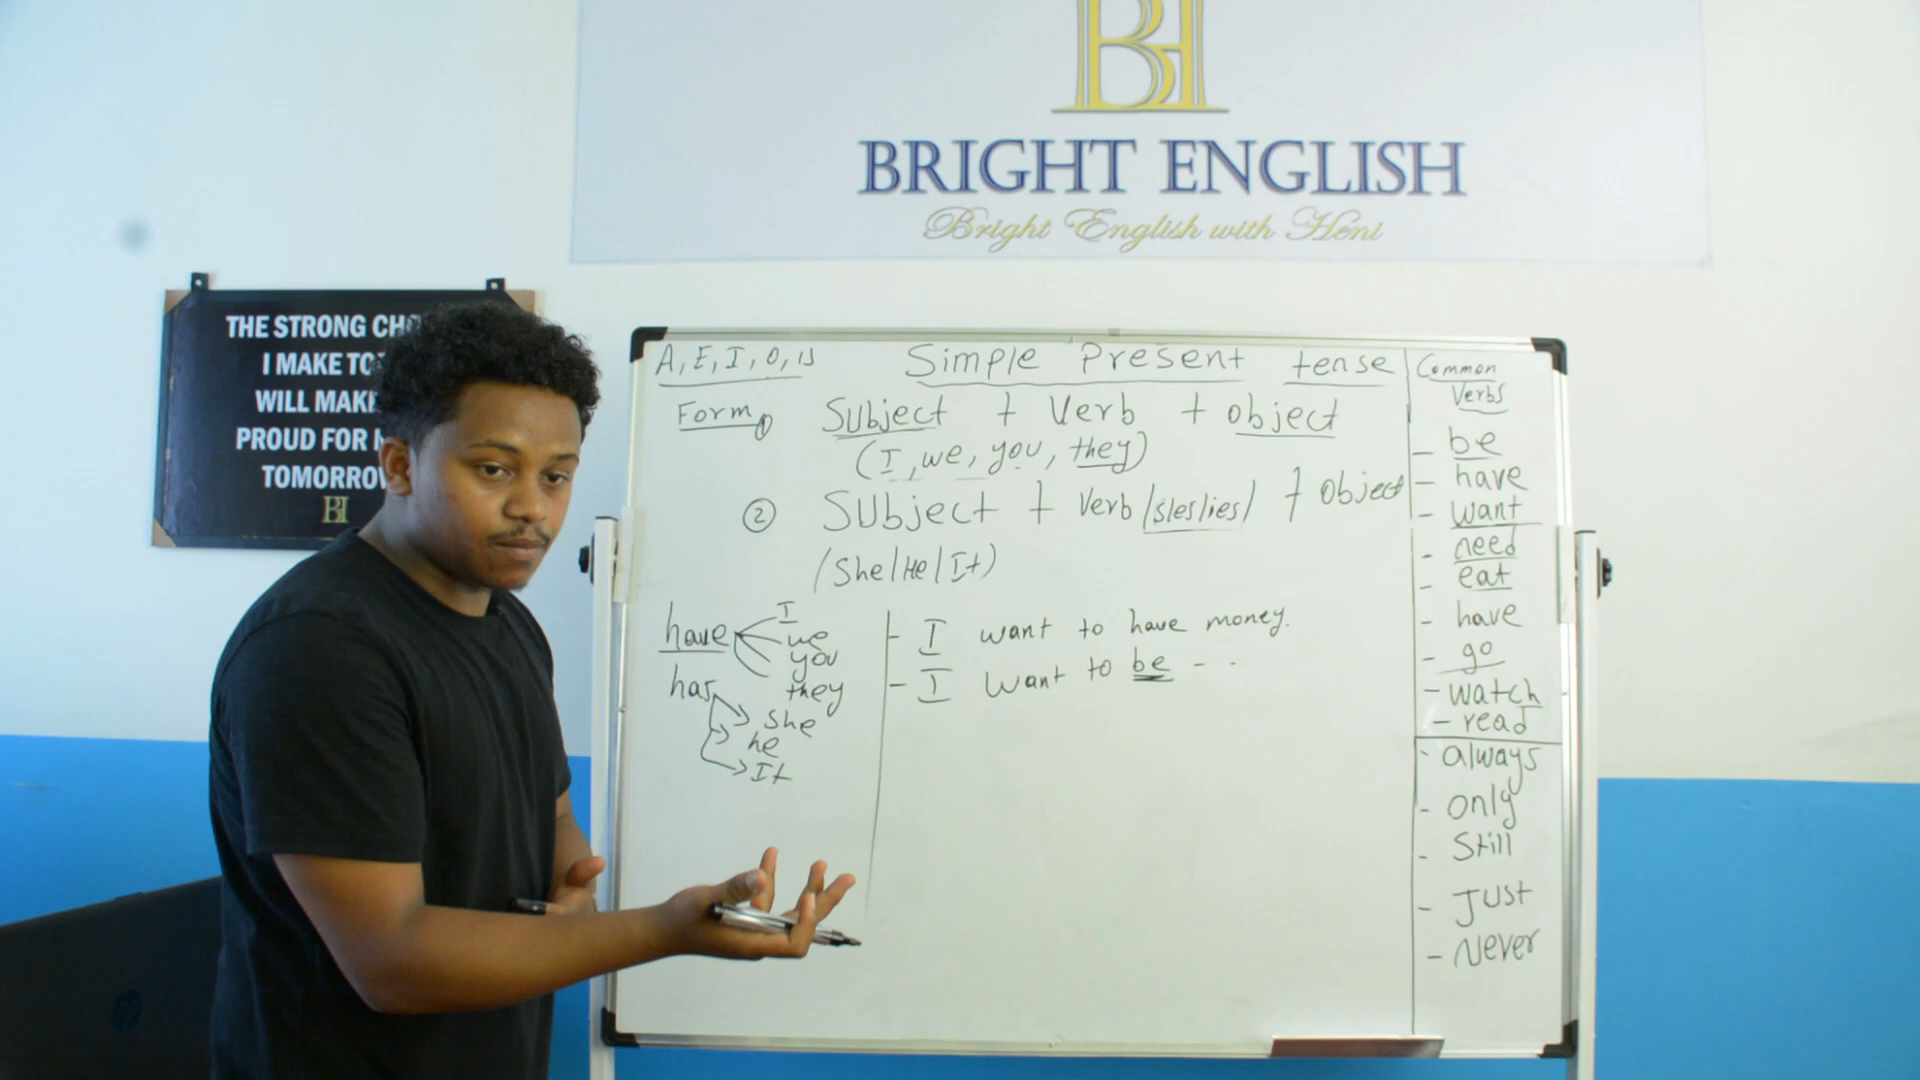 BH
BRIGHT ENGLISH
Bright English with Heni
THE STRONG
I MAKE
WILL MAKE
PROUD FOR
TOMORROW
BH
A, E, I, O, U
Simple Present tense
Form ① Subject + Verb + object
(I, we, you, they)
② Subject + Verb/s/es/ies/ + Object
(She/He/It)
have
I
we
you
they
has
she
he
It
- I want to have money.
- I want to be - -
Common
Verbs
- be
- have
- want
- need
- eat
- have
- go
- watch
- read
- always
- only
- Still
- Just
- Never